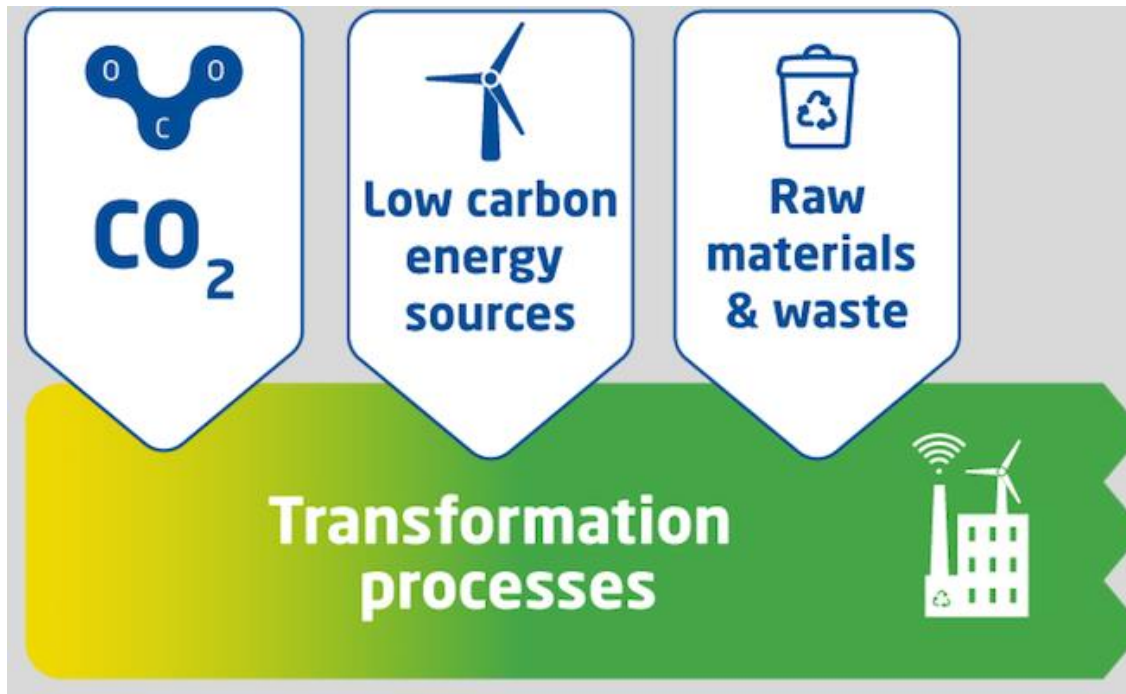 O O
C
CO₂
Low carbon
energy
sources
Raw
materials
& waste
Transformation
processes